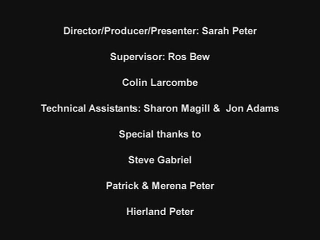 Director/Producer/Presenter: Sarah Peter
Supervisor: Ros Bew
Colin Larcombe
Technical Assistants: Sharon Magill & Jon Adams
Special thanks to
Steve Gabriel
Patrick & Merena Peter
Hierland Peter